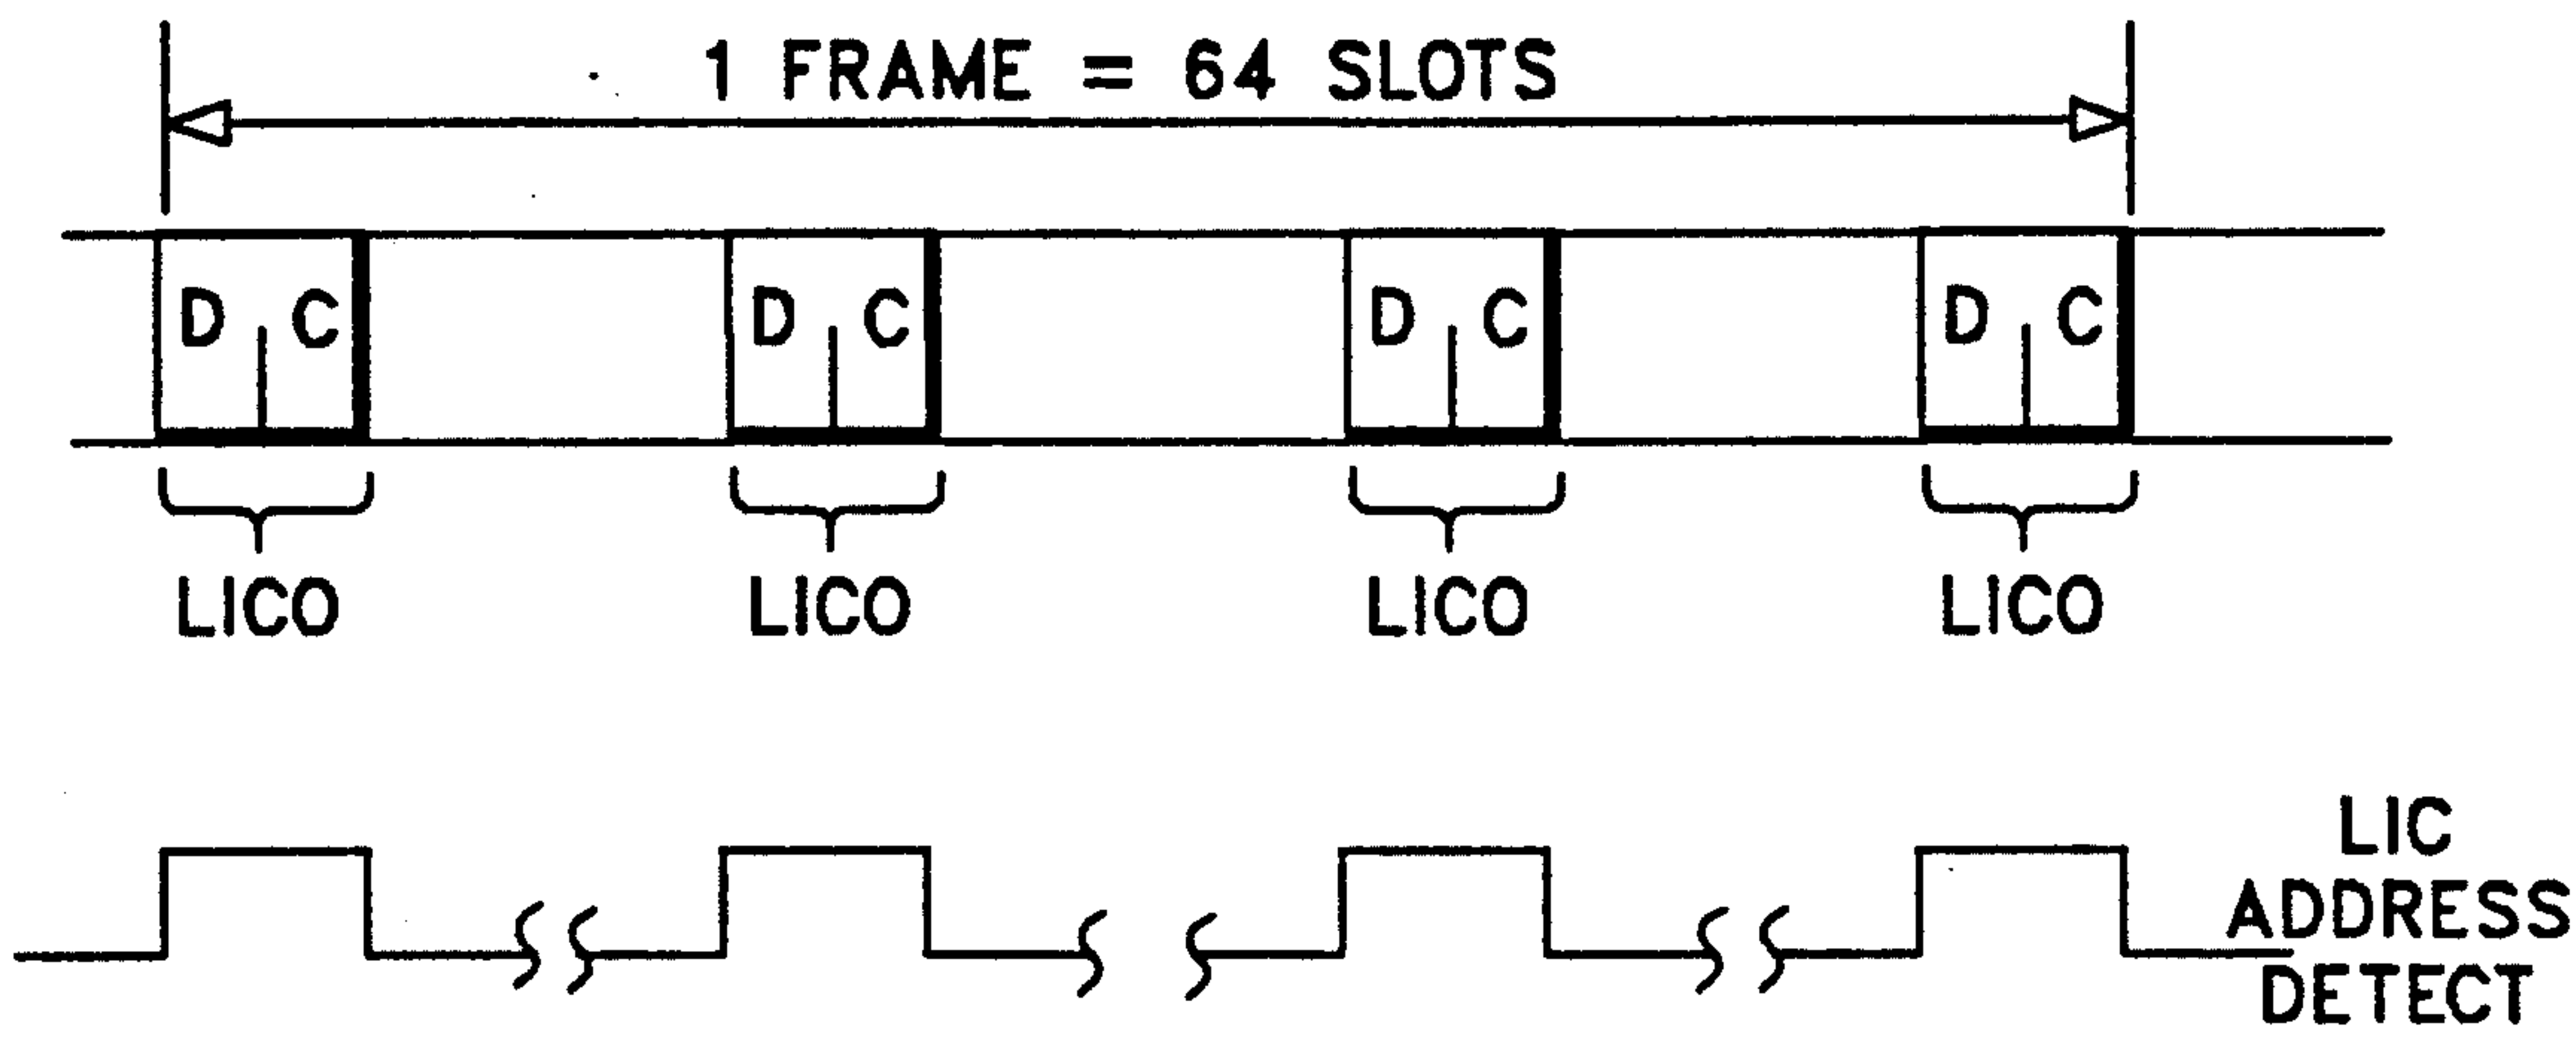 1 FRAME = 64 SLOTS
D C D C D C D C
LICO LICO LICO LICO
LIC
ADDRESS
DETECT